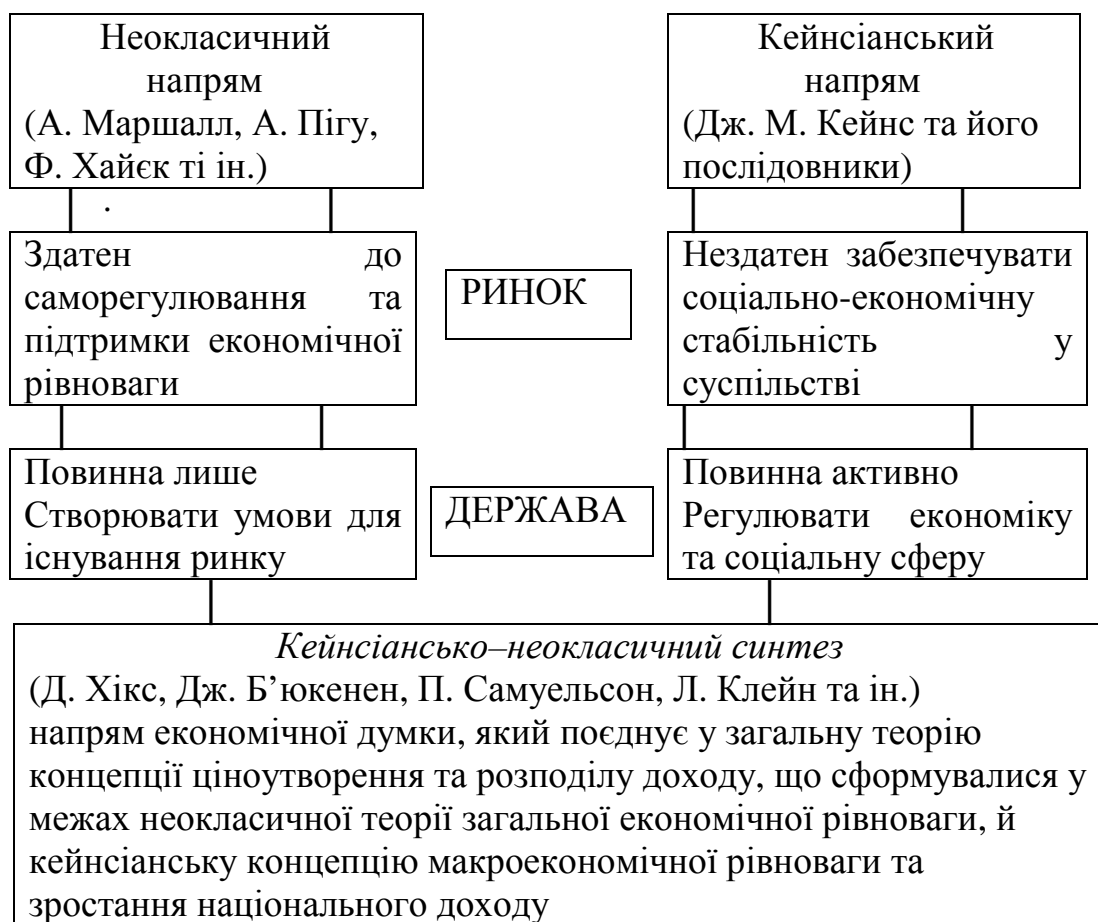 Неокласичний
напрям
(А. Маршалл, А. Пігу,
Ф. Хайєк ті ін.)
.
Кейнсіанський
напрям
(Дж. М. Кейнс та його
послідовники)
Здатен до
саморегулювання та
підтримки економічної
рівноваги
РИНОК
Нездатен забезпечувати
соціально-економічну
стабільність у
суспільстві
Повинна лише
Створювати умови для
існування ринку
ДЕРЖАВА
Повинна активно
Регулювати економіку
та соціальну сферу
Кейнсіансько–неокласичний синтез
(Д. Хікс, Дж. Б’юкенен, П. Самуельсон, Л. Клейн та ін.)
напрям економічної думки, який поєднує у загальну теорію
концепції ціноутворення та розподілу доходу, що сформувалися у
межах неокласичної теорії загальної економічної рівноваги, й
кейнсіанську концепцію макроекономічної рівноваги та
зростання національного доходу